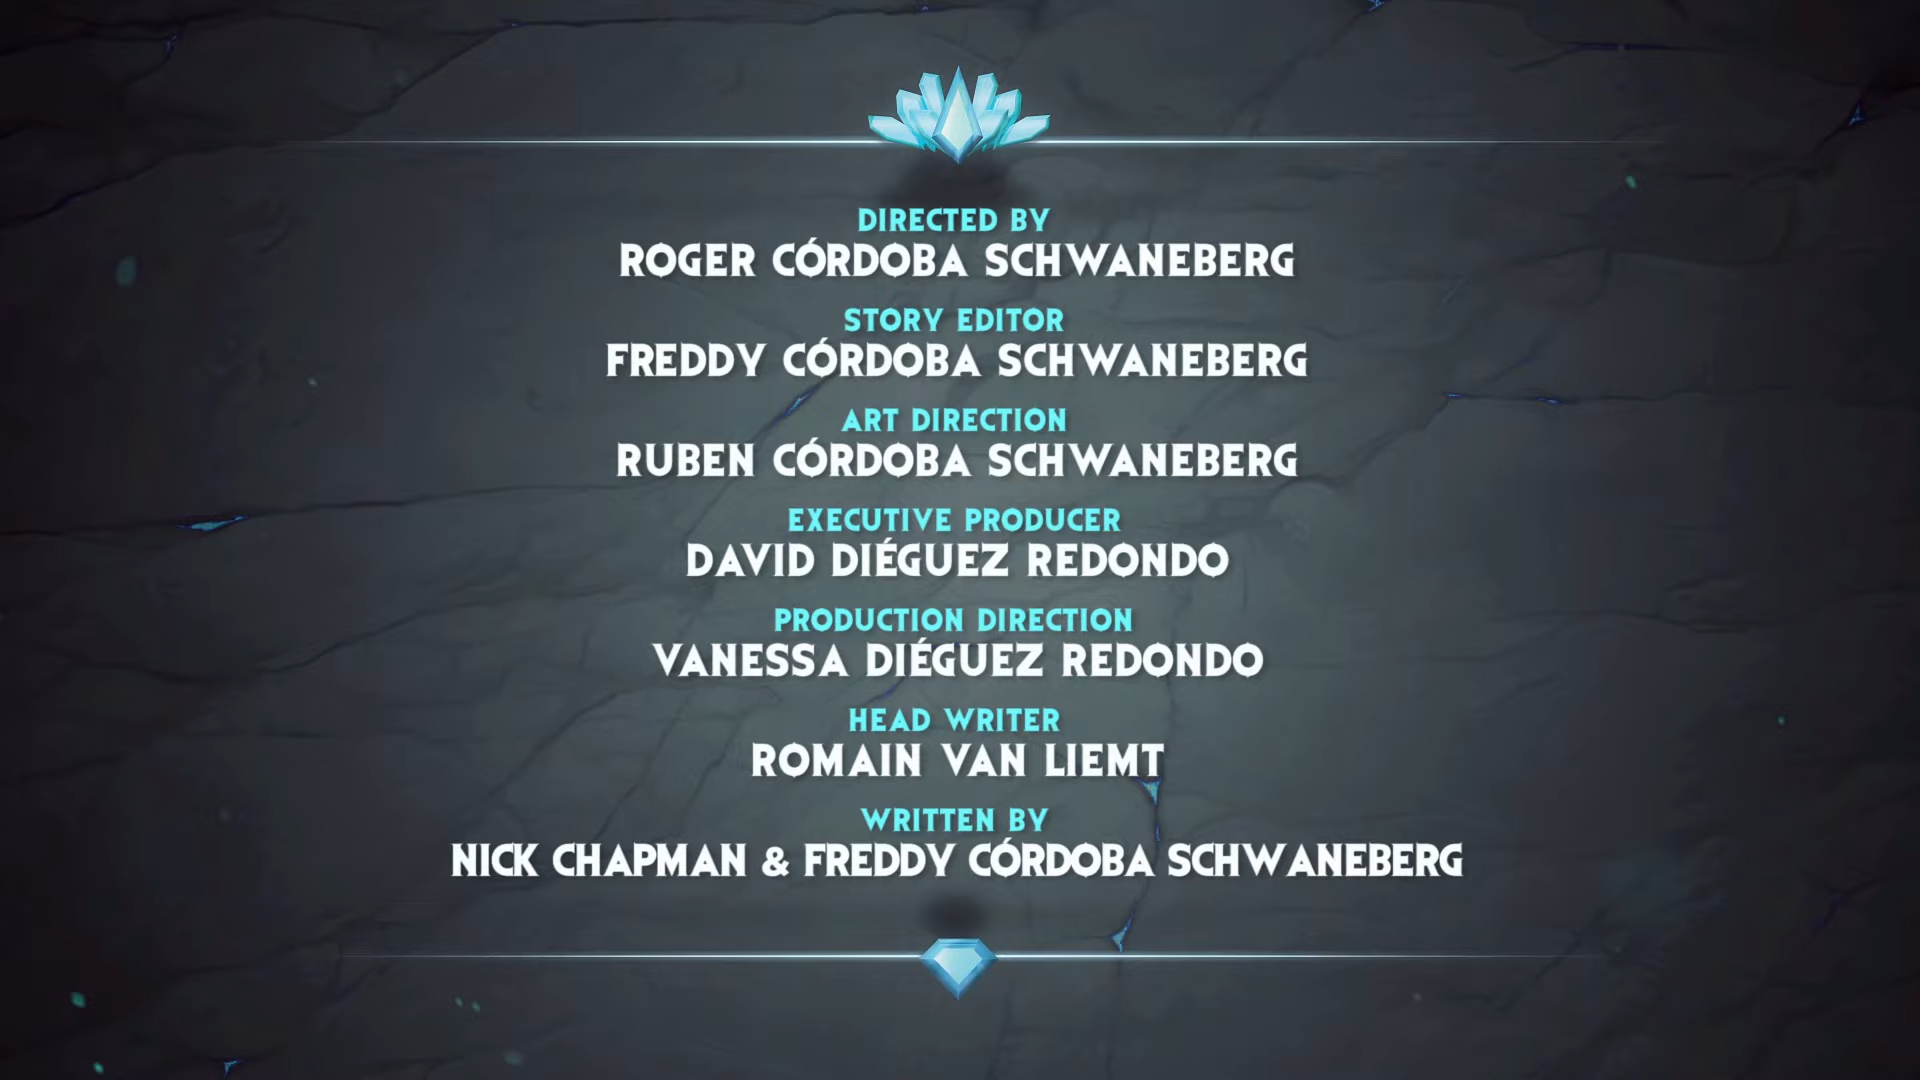 DIRECTED BY
ROGER CÓRDOBA SCHWANEBERG
STORY EDITOR
FREDDY CÓRDOBA SCHWANEBERG
ART DIRECTION
RUBEN CÓRDOBA SCHWANEBERG
EXECUTIVE PRODUCER
DAVID DIÉGUEZ REDONDO
PRODUCTION DIRECTION
VANESSA DIÉGUEZ REDONDO
HEAD WRITER
ROMAIN VAN LIEMT
WRITTEN BY
NICK CHAPMAN & FREDDY CÓRDOBA SCHWANEBERG